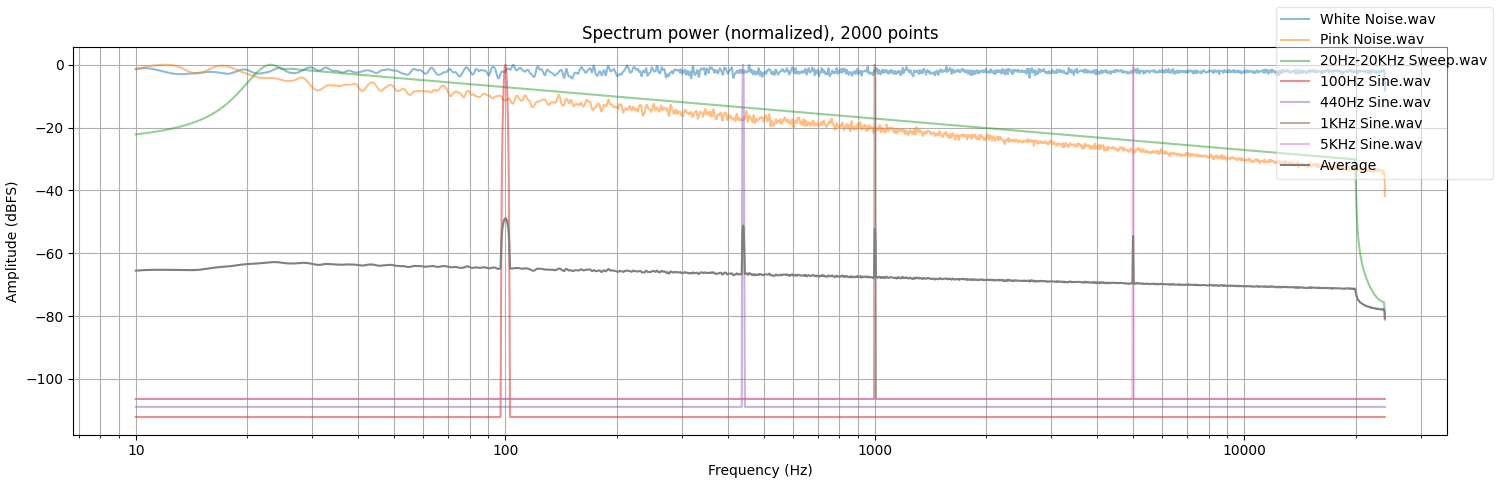 Spectrum power (normalized), 2000 points
White Noise.wav
Pink Noise.wav
20Hz-20KHz Sweep.wav
100Hz Sine.wav
440Hz Sine.wav
1KHz Sine.wav
5KHz Sine.wav
Average
Amplitude (dBFS)
0
−20
−40
−60
−80
−100
10
100
1000
10000
Frequency (Hz)